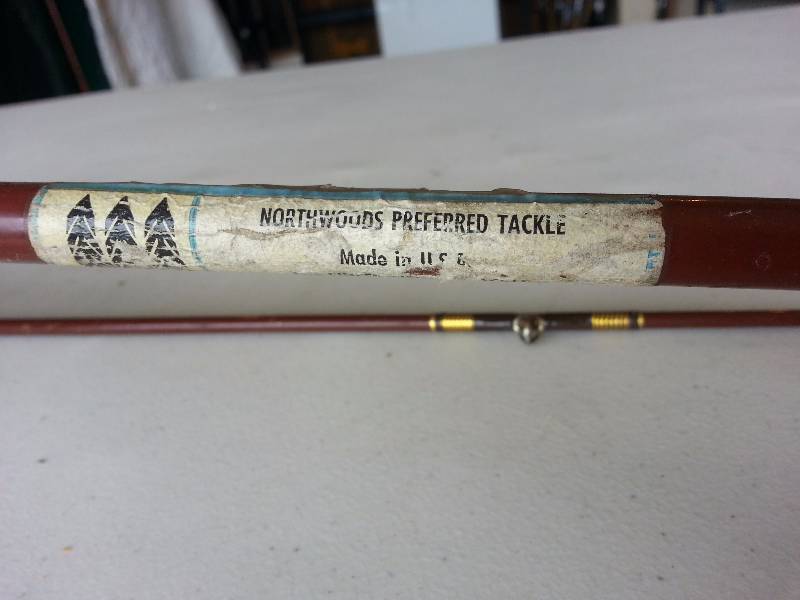 NORTHWOODS PREFERRED TACKLE
Made in U.S.